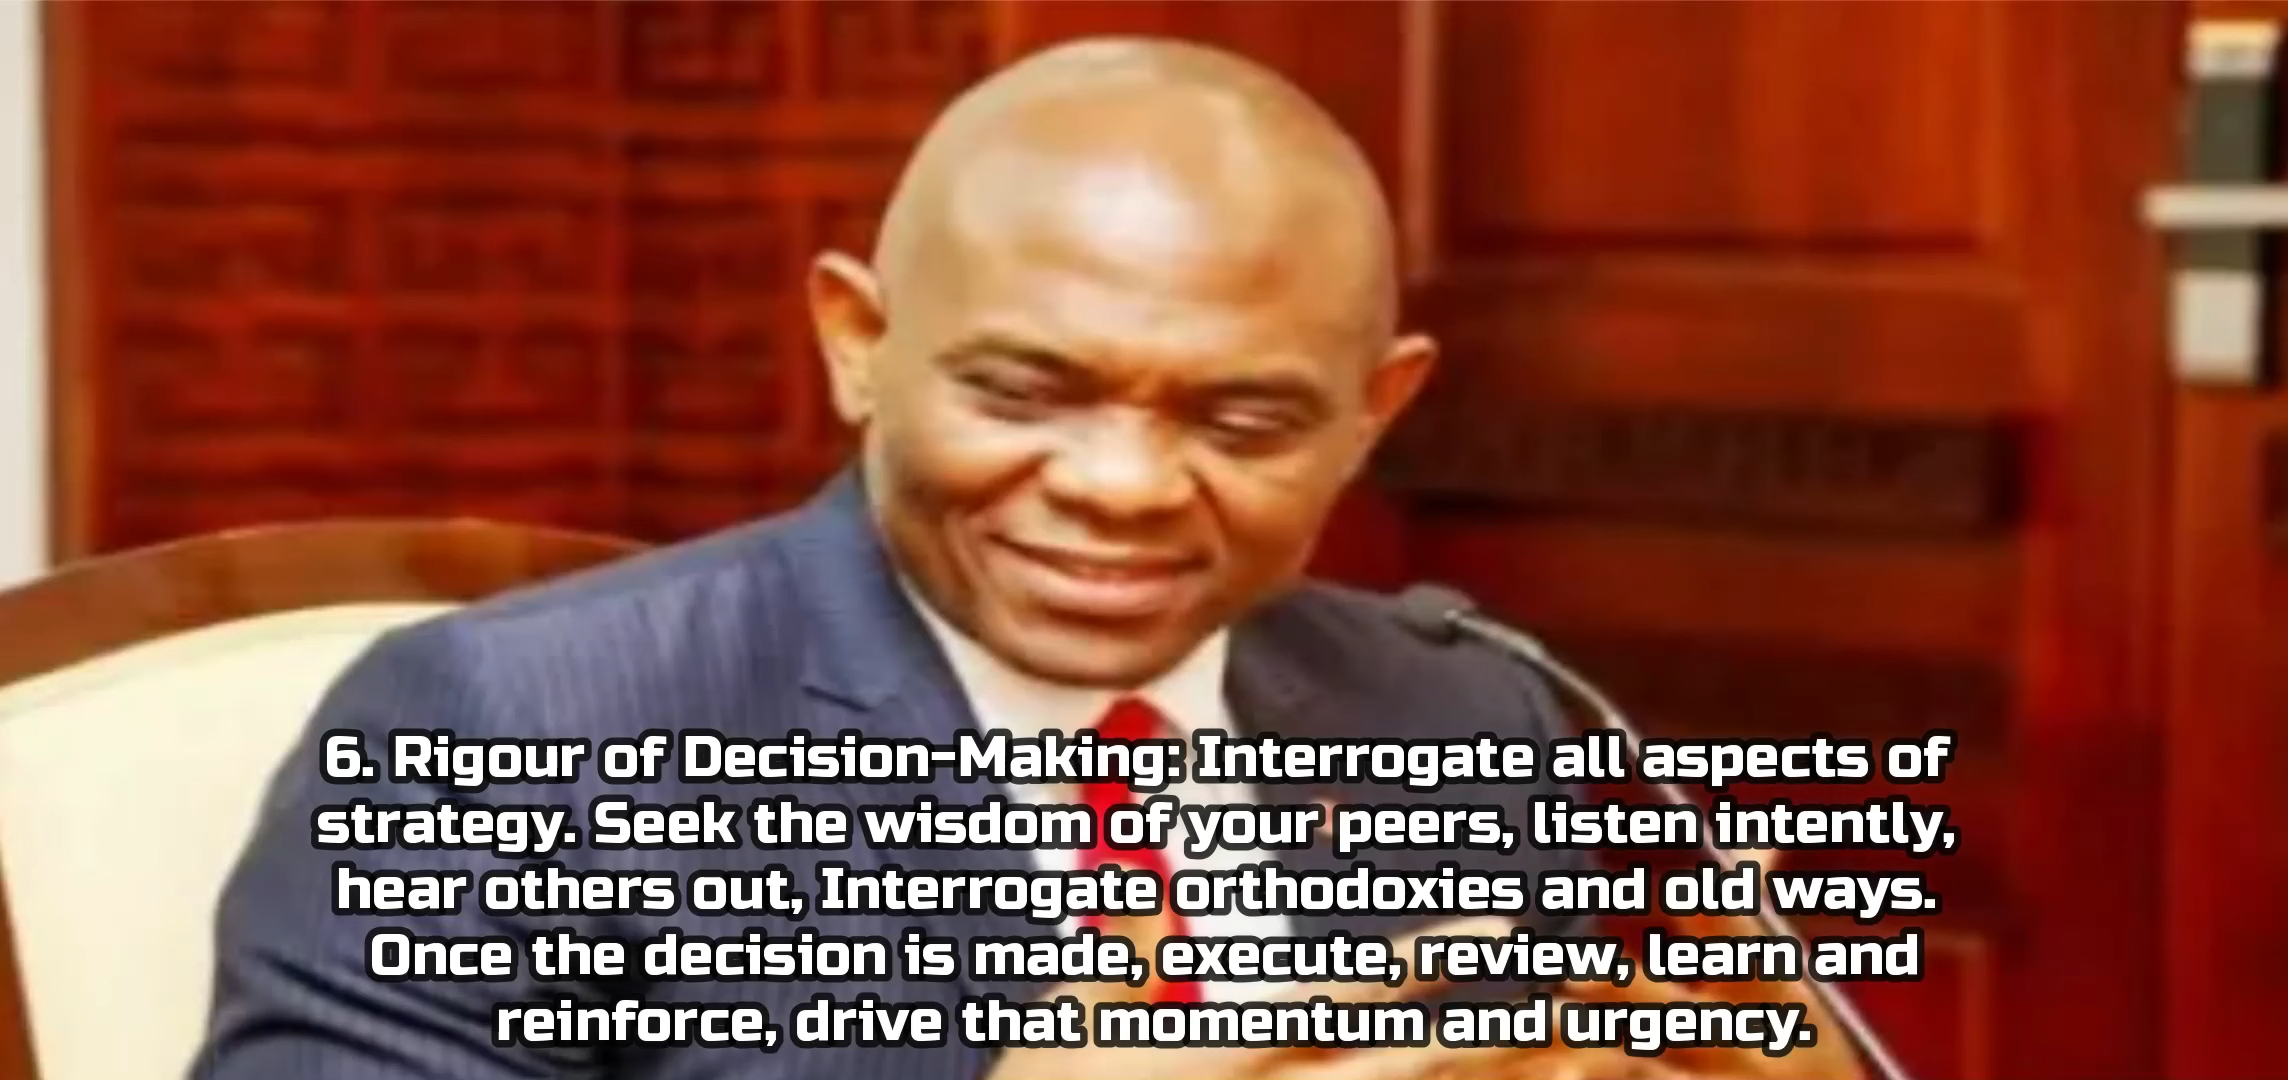 6. Rigour of Decision-Making: Interrogate all aspects of
strategy. Seek the wisdom of your peers, listen intently,
hear others out, Interrogate orthodoxies and old ways.
Once the decision is made, execute, review, learn and
reinforce, drive that momentum and urgency.